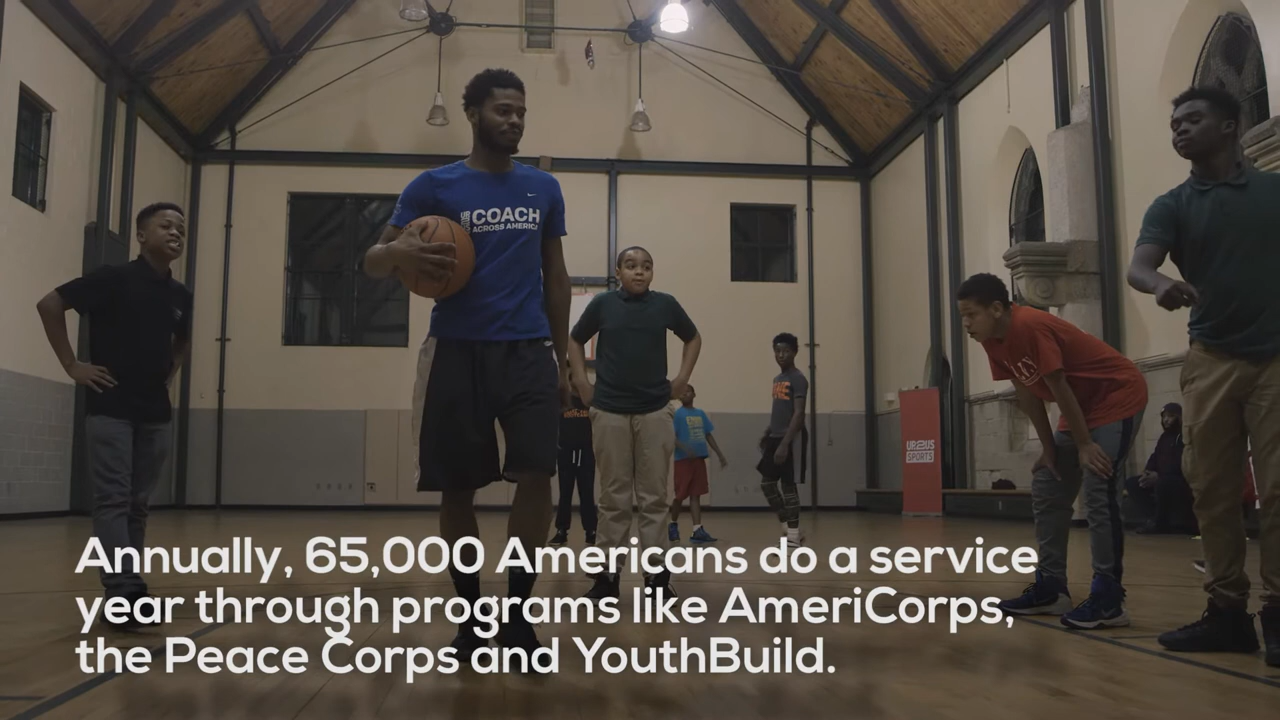 COACH
ACROSS AMERICA
UR2US
SPORTS
Annually, 65,000 Americans do a service
year through programs like AmeriCorps,
the Peace Corps and YouthBuild.